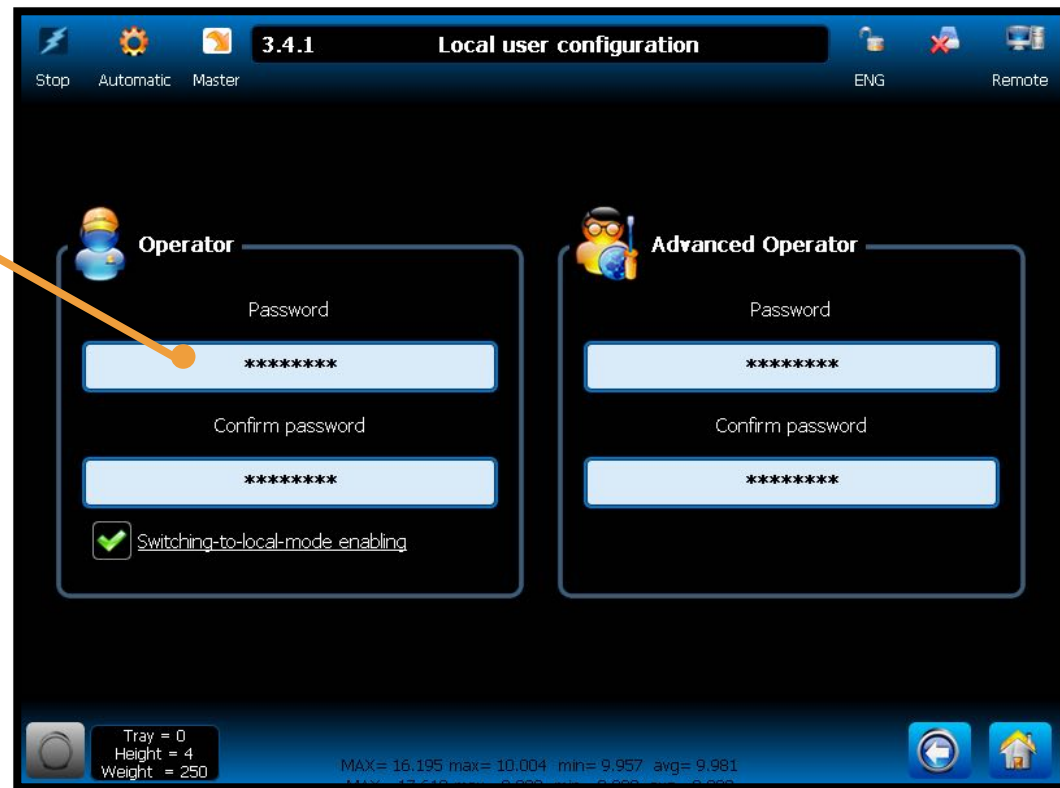 3.4.1 Local user configuration
Stop Automatic Master ENG Remote
Operator
Password
********
Confirm password
********
Switching-to-local-mode enabling
Advanced Operator
Password
********
Confirm password
********
Tray = 0
Height = 4
Weight = 250
MAX= 16.195 max= 10.004 min= 9.957 avg= 9.981